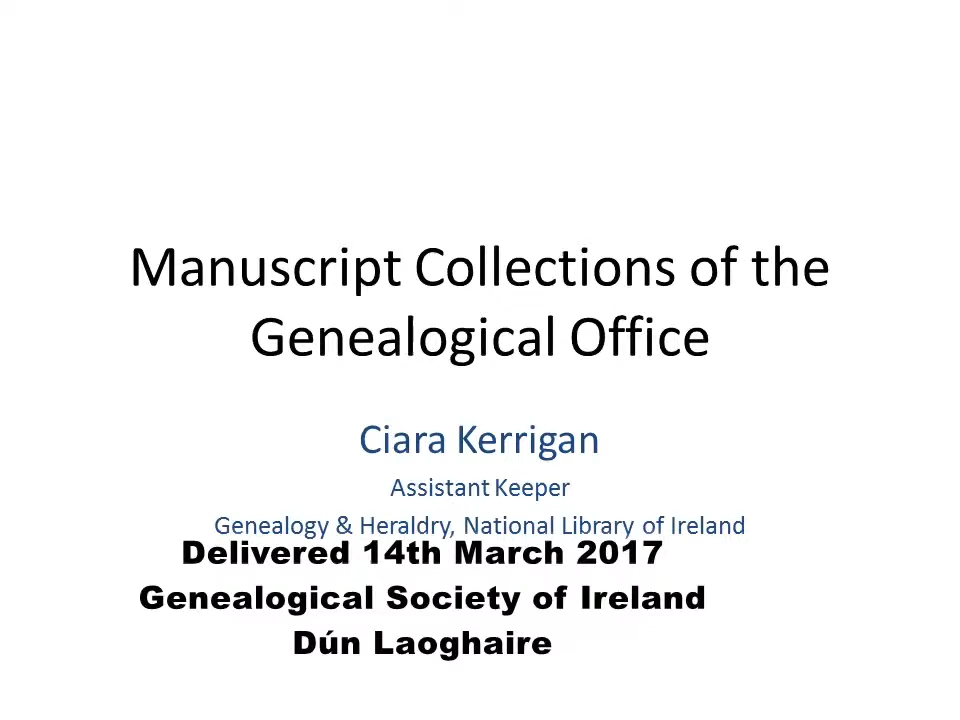 Manuscript Collections of the
Genealogical Office
Ciara Kerrigan
Assistant Keeper
Genealogy & Heraldry, National Library of Ireland
Delivered 14th March 2017
Genealogical Society of Ireland
Dún Laoghaire